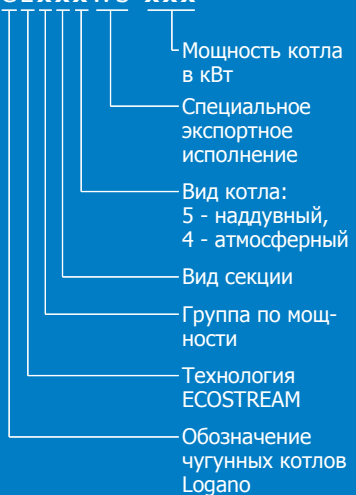 Мощность котла
в кВт
Специальное
экспортное
исполнение
Вид котла:
5 - наддувный,
4 - атмосферный
Вид секции
Группа по мощ-
ности
Технология
ECOSTREAM
Обозначение
чугунных котлов
Logano